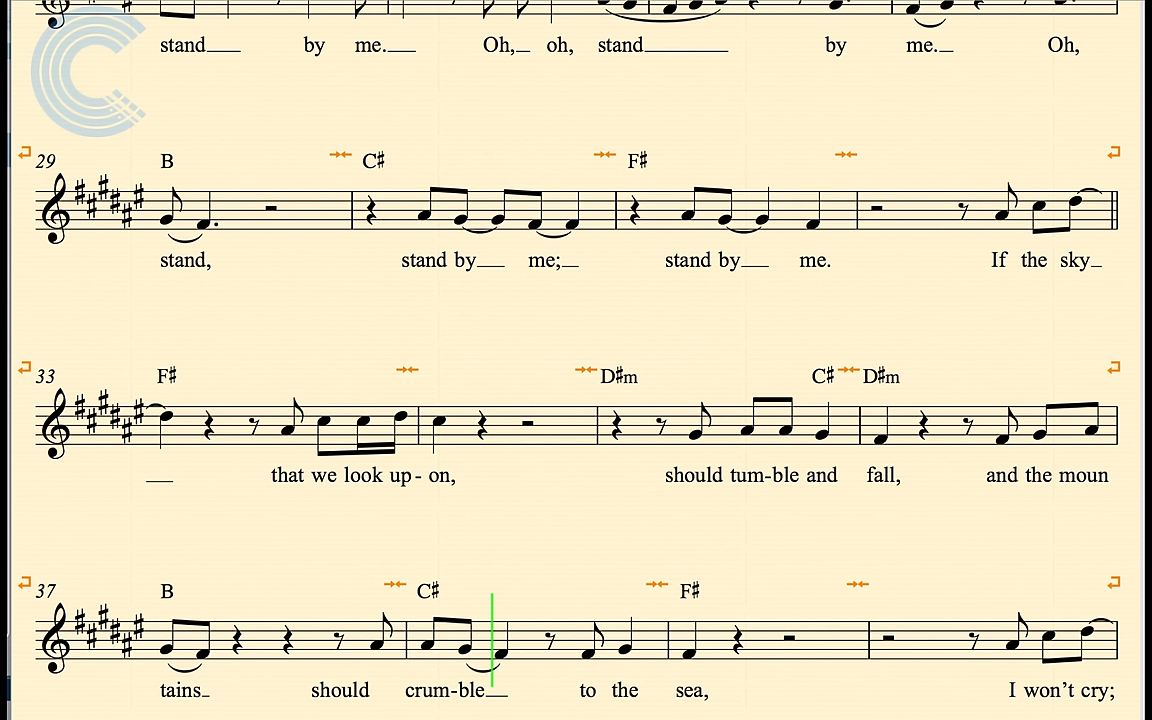 stand by me. Oh, oh, stand by me. Oh,
29 B C♯ F♯
stand, stand by me; stand by me. If the sky
33 F♯ D♯m C♯ D♯m
that we look up - on, should tum-ble and fall, and the moun
37 B C♯ F♯
tains should crum-ble to the sea, I won't cry;